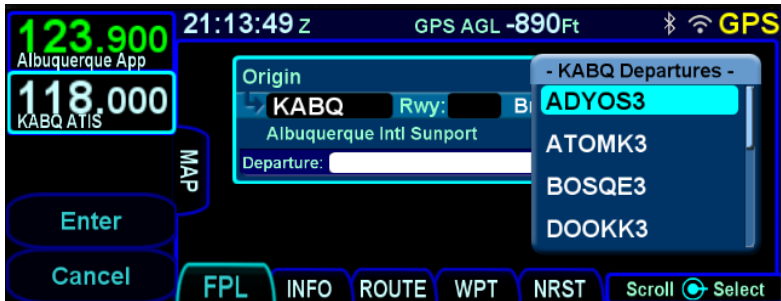 123.900
Albuquerque App
118.000
KABQ ATIS
Enter
Cancel
21:13:49 Z GPS AGL -890Ft GPS
MAP
Origin
KABQ Rwy:
Albuquerque Intl Sunport
Departure:
- KABQ Departures -
ADYOS3
ATOMK3
BOSQE3
DOOKK3
FPL INFO ROUTE WPT NRST Scroll Select